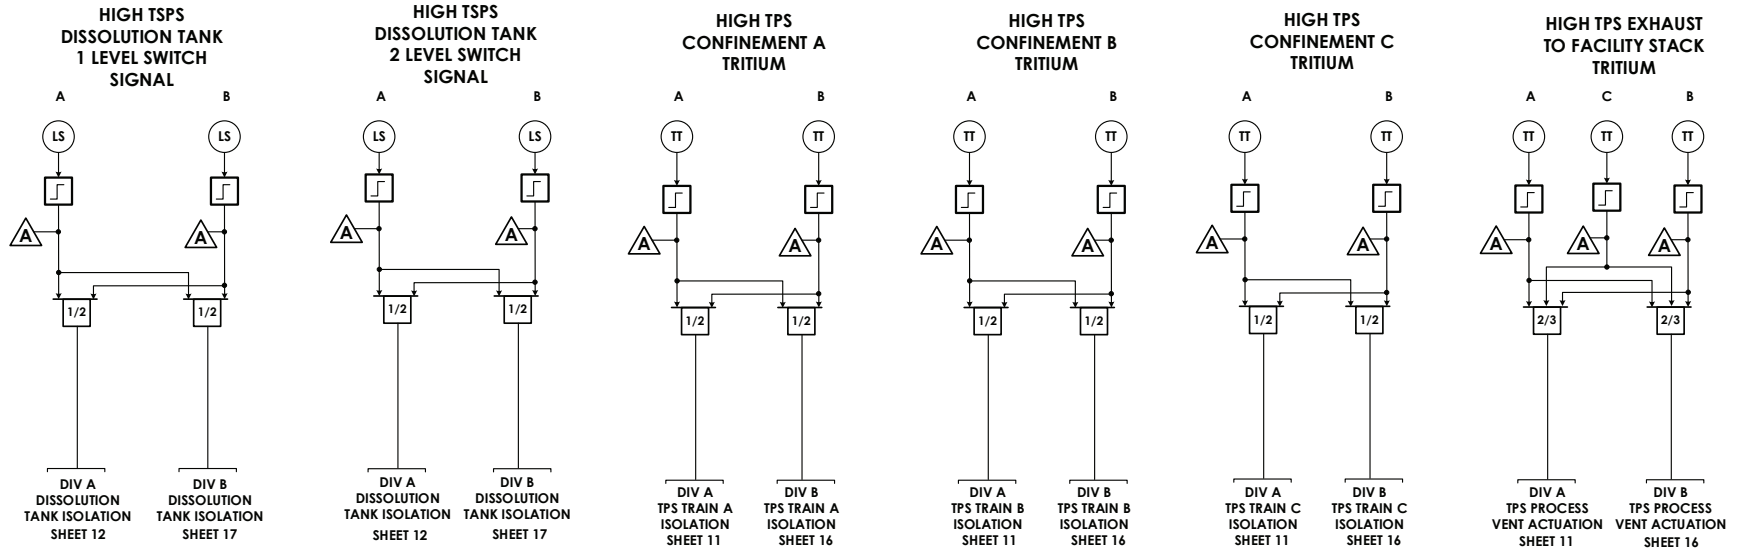 HIGH TSPS
DISSOLUTION TANK
1 LEVEL SWITCH
SIGNAL
A
B
LS
LS
A
A
1/2
1/2
DIV A
DISSOLUTION
TANK ISOLATION
SHEET 12
DIV B
DISSOLUTION
TANK ISOLATION
SHEET 17
HIGH TSPS
DISSOLUTION TANK
2 LEVEL SWITCH
SIGNAL
A
B
LS
LS
A
A
1/2
1/2
DIV A
DISSOLUTION
TANK ISOLATION
SHEET 12
DIV B
DISSOLUTION
TANK ISOLATION
SHEET 17
HIGH TPS
CONFINEMENT A
TRITIUM
A
B
TT
TT
A
A
1/2
1/2
DIV A
TPS TRAIN A
ISOLATION
SHEET 11
DIV B
TPS TRAIN A
ISOLATION
SHEET 16
HIGH TPS
CONFINEMENT B
TRITIUM
A
B
TT
TT
A
A
1/2
1/2
DIV A
TPS TRAIN B
ISOLATION
SHEET 11
DIV B
TPS TRAIN B
ISOLATION
SHEET 16
HIGH TPS
CONFINEMENT C
TRITIUM
A
B
TT
TT
A
A
1/2
1/2
DIV A
TPS TRAIN C
ISOLATION
SHEET 11
DIV B
TPS TRAIN C
ISOLATION
SHEET 16
HIGH TPS EXHAUST
TO FACILITY STACK
TRITIUM
A
C
B
TT
TT
TT
A
A
A
2/3
2/3
DIV A
TPS PROCESS
VENT ACTUATION
SHEET 11
DIV B
TPS PROCESS
VENT ACTUATION
SHEET 16